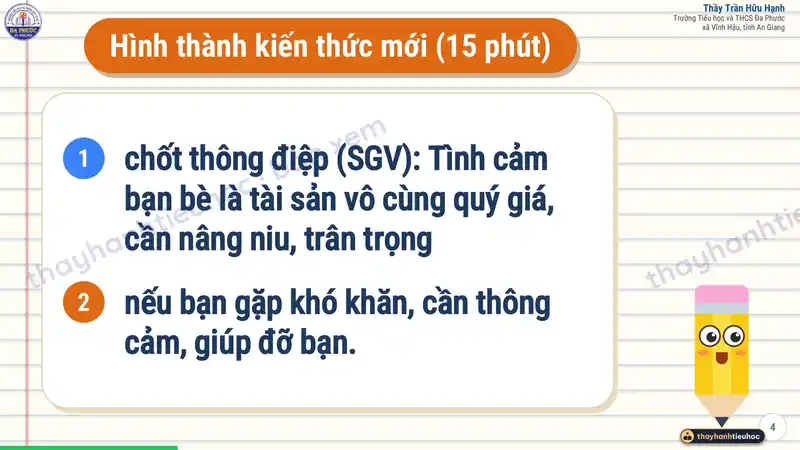 Thầy Trần Hữu Hạnh
Trường Tiểu học và THCS Đa Phước
xã Vĩnh Hậu, tỉnh An Giang
ĐA PHƯỚC
Hình thành kiến thức mới (15 phút)
1
chốt thông điệp (SGV): Tình cảm
bạn bè là tài sản vô cùng quý giá,
cần nâng niu, trân trọng
2
nếu bạn gặp khó khăn, cần thông
cảm, giúp đỡ bạn.
thayhanhtieuhoc
4